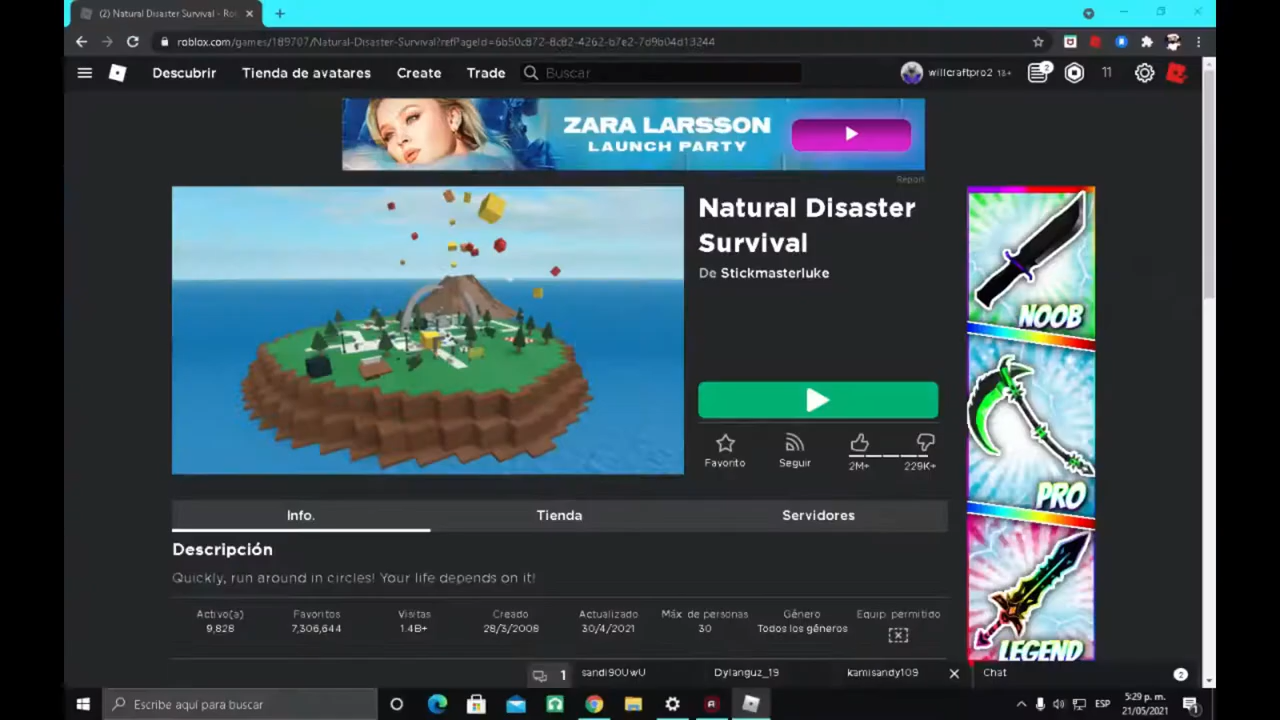 (2) Natural Disaster Survival - Ro
roblox.com/games/189707/Natural-Disaster-Survival?refPageId=6b50c872-8c82-4262-b7e2-7d9b04d13244
Descubrir
Tienda de avatares
Create
Trade
Buscar
willcraftpro2 18+
2
11
ZARA LARSSON
LAUNCH PARTY
Report
Natural Disaster
Survival
De Stickmasterluke
Favorito
Seguir
2M+
229K+
NOOB
PRO
LEGEND
Info.
Tienda
Servidores
Descripción
Quickly, run around in circles! Your life depends on it!
Activo(a)
Favoritos
Visitas
Creado
Actualizado
Máx. de personas
Género
Equip. permitido
9,828
7,306,644
1.4B+
28/3/2008
30/4/2021
30
Todos los géneros
1
sandi90UwU
Dylanguz_19
kamisandy109
Chat
2
Escribe aquí para buscar
ESP
5:29 p. m.
21/05/2021